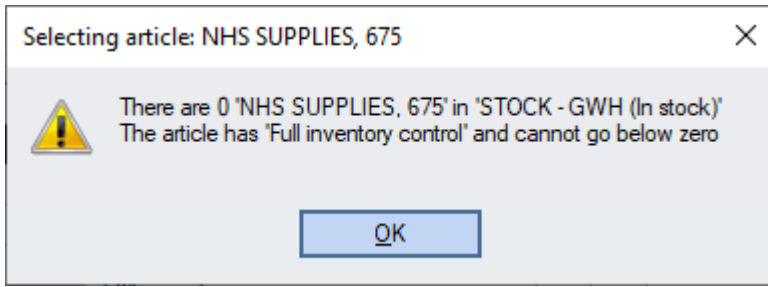 Selecting article: NHS SUPPLIES, 675
There are 0 'NHS SUPPLIES, 675' in 'STOCK - GWH (In stock)'
The article has 'Full inventory control' and cannot go below zero
OK